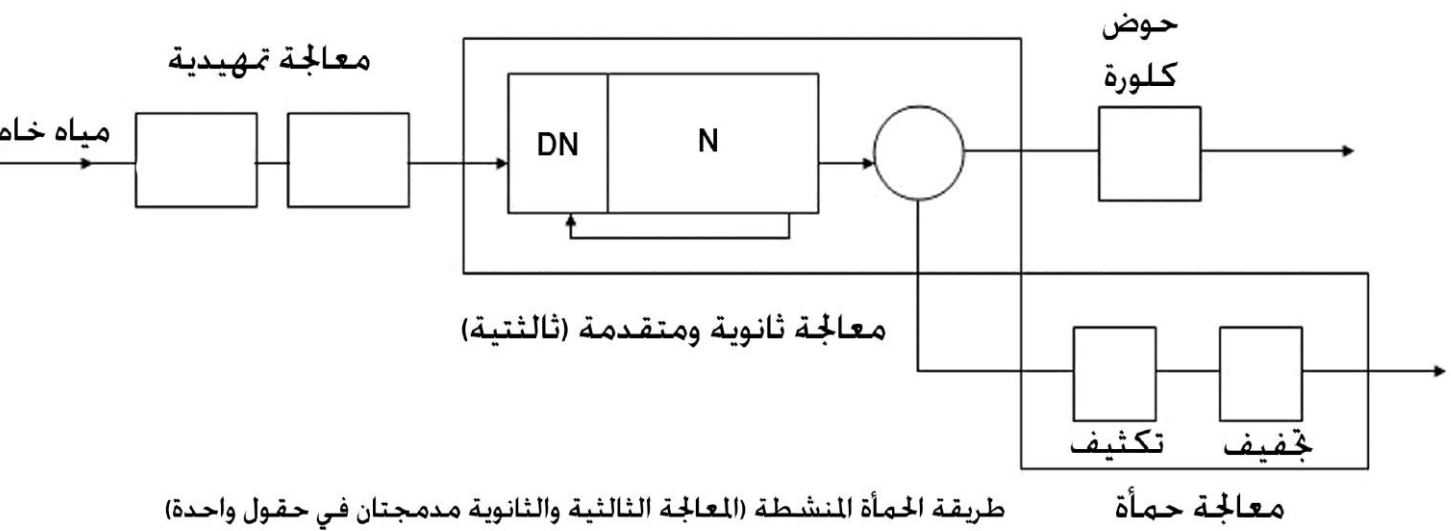 حوض
كلورة
معالجة تمهيدية
مياه خام
DN
N
معالجة ثانوية ومتقدمة (ثالثتية)
تكثيف
تجفيف
معالجة حمأة
طريقة الحمأة المنشطة (المعالجة الثالثية والثانوية مدمجتان في حقول واحدة)